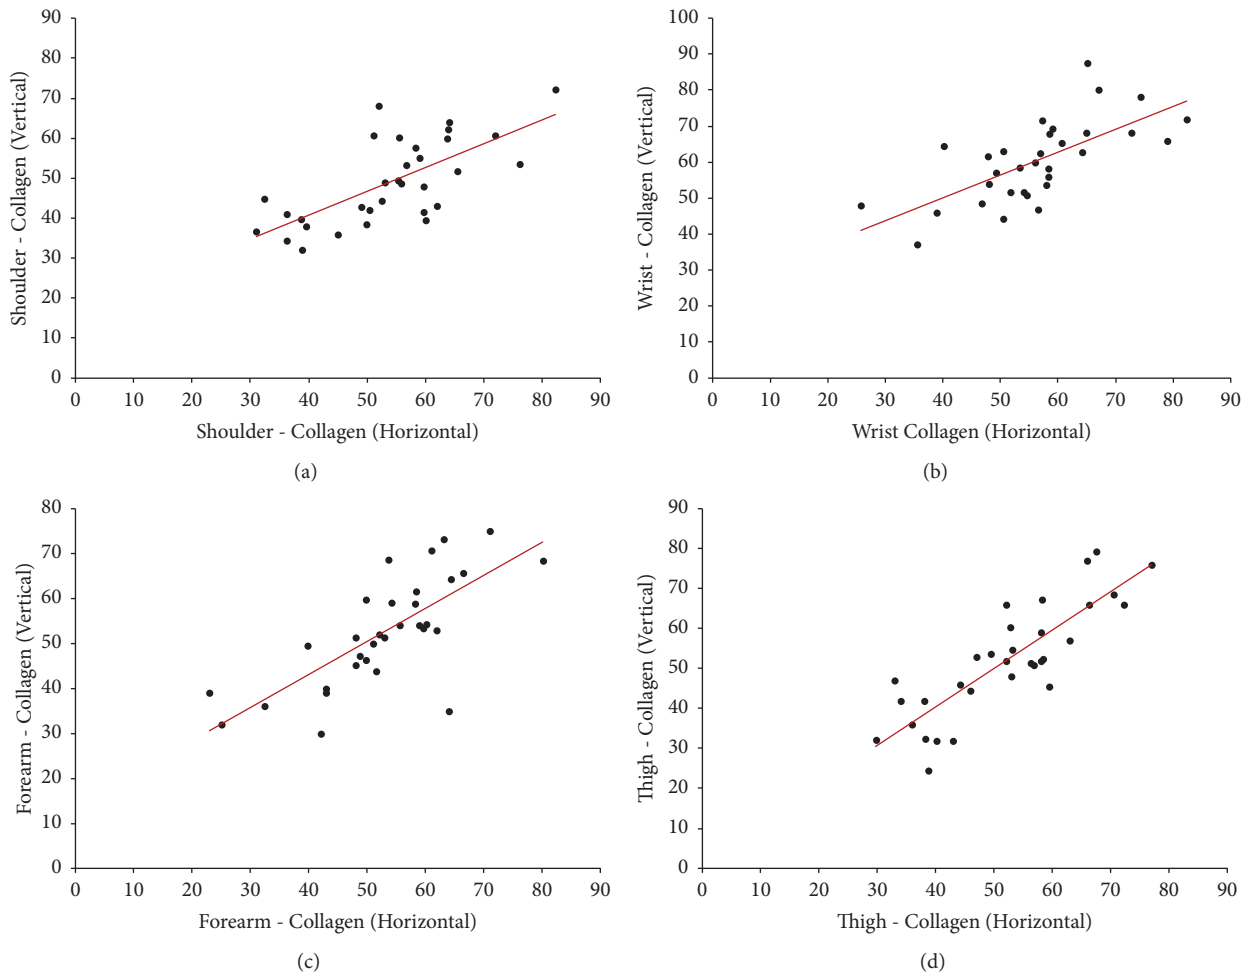 90
80
70
60
50
40
30
20
10
0
Shoulder - Collagen (Vertical)
0 10 20 30 40 50 60 70 80 90
Shoulder - Collagen (Horizontal)
(a)
100
90
80
70
60
50
40
30
20
10
0
Wrist - Collagen (Vertical)
0 10 20 30 40 50 60 70 80 90
Wrist Collagen (Horizontal)
(b)
80
70
60
50
40
30
20
10
0
Forearm - Collagen (Vertical)
0 10 20 30 40 50 60 70 80 90
Forearm - Collagen (Horizontal)
(c)
90
80
70
60
50
40
30
20
10
0
Thigh - Collagen (Vertical)
0 10 20 30 40 50 60 70 80 90
Thigh - Collagen (Horizontal)
(d)